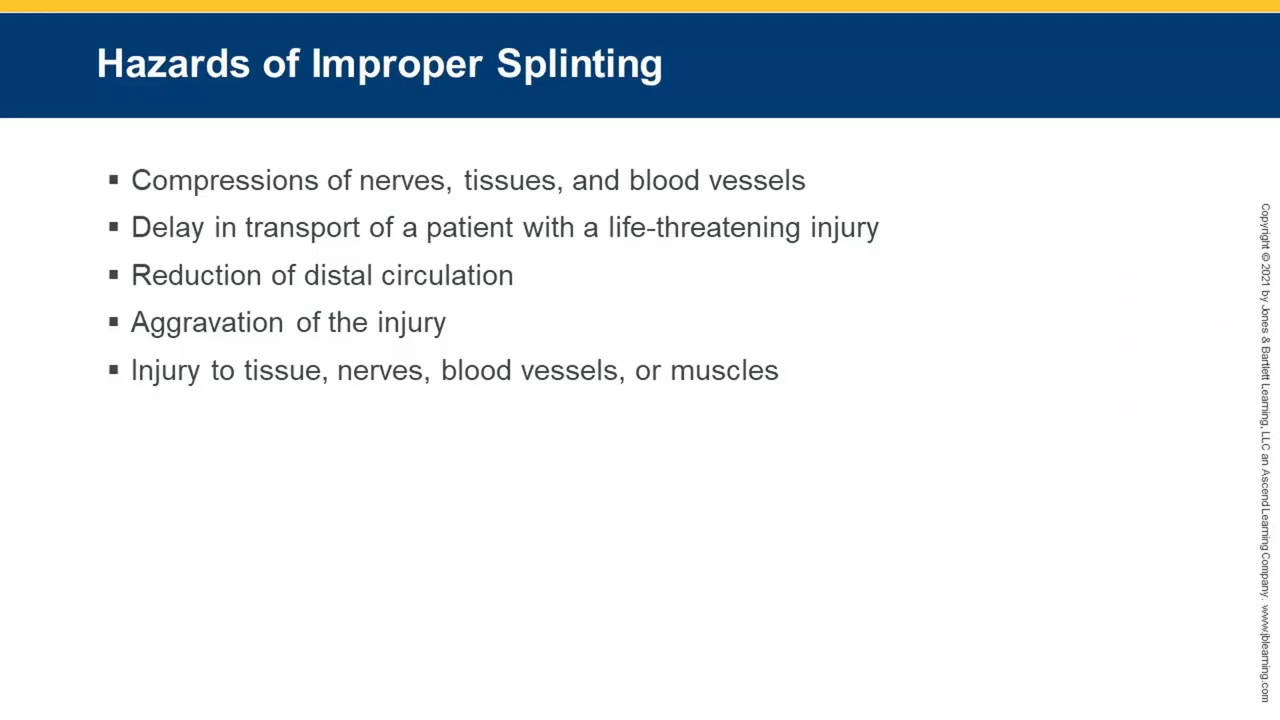 Hazards of Improper Splinting
▪ Compressions of nerves, tissues, and blood vessels
▪ Delay in transport of a patient with a life-threatening injury
▪ Reduction of distal circulation
▪ Aggravation of the injury
▪ Injury to tissue, nerves, blood vessels, or muscles
Copyright © 2021 by Jones & Bartlett Learning, LLC an Ascend Learning Company. www.jblearning.com